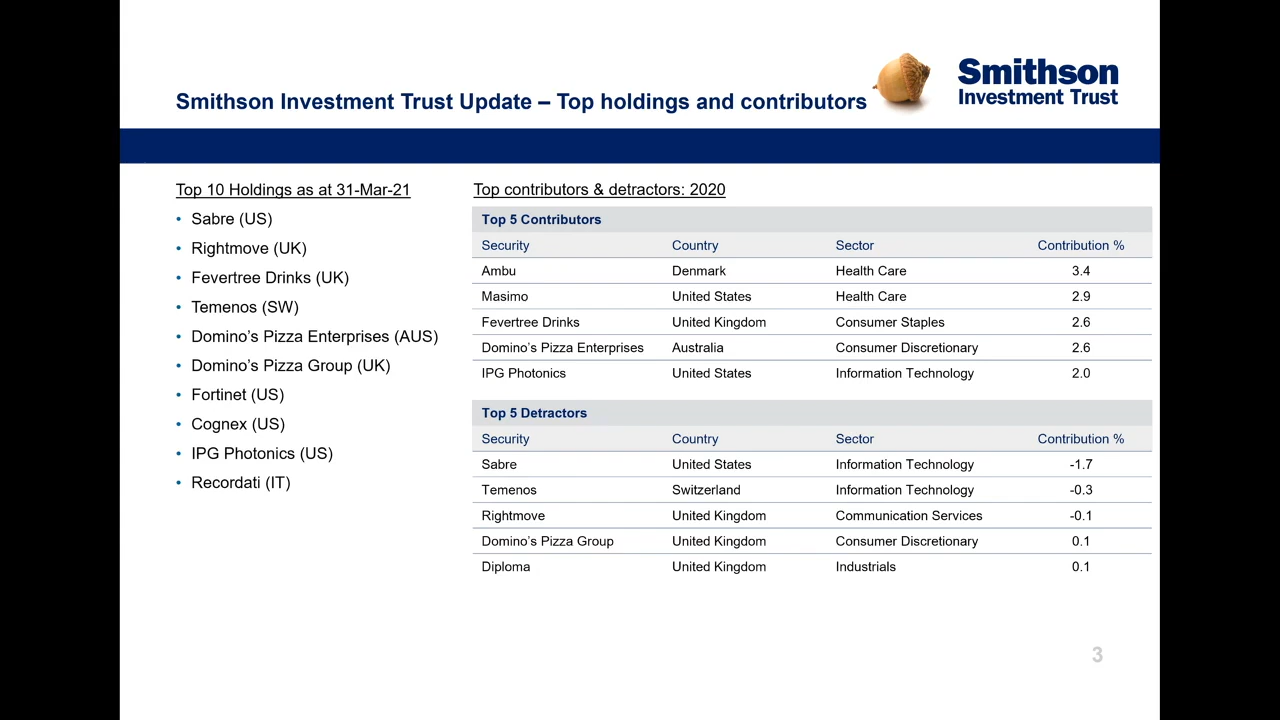 Smithson Investment Trust Update – Top holdings and contributors
Smithson
Investment Trust
Top 10 Holdings as at 31-Mar-21
• Sabre (US)
• Rightmove (UK)
• Fevertree Drinks (UK)
• Temenos (SW)
• Domino’s Pizza Enterprises (AUS)
• Domino’s Pizza Group (UK)
• Fortinet (US)
• Cognex (US)
• IPG Photonics (US)
• Recordati (IT)
Top contributors & detractors: 2020
Top 5 Contributors
Security Country Sector Contribution %
Ambu Denmark Health Care 3.4
Masimo United States Health Care 2.9
Fevertree Drinks United Kingdom Consumer Staples 2.6
Domino’s Pizza Enterprises Australia Consumer Discretionary 2.6
IPG Photonics United States Information Technology 2.0
Top 5 Detractors
Security Country Sector Contribution %
Sabre United States Information Technology -1.7
Temenos Switzerland Information Technology -0.3
Rightmove United Kingdom Communication Services -0.1
Domino’s Pizza Group United Kingdom Consumer Discretionary 0.1
Diploma United Kingdom Industrials 0.1
3